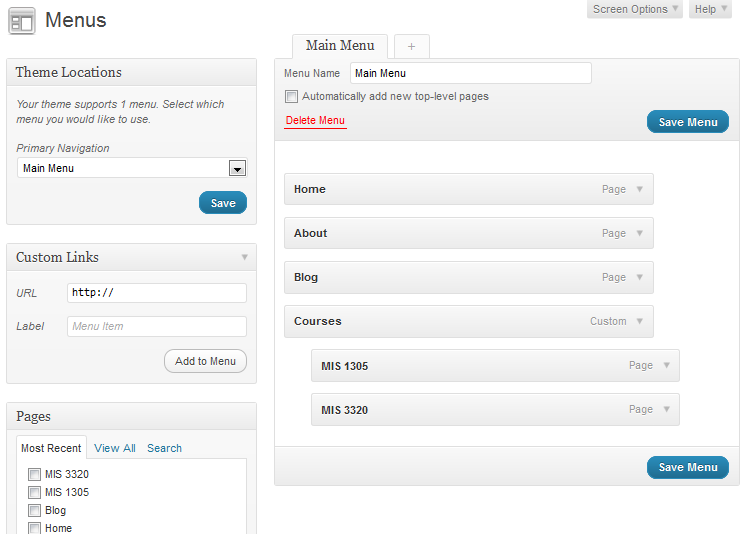 Menus
Screen Options
Help
Theme Locations
Your theme supports 1 menu. Select which
menu you would like to use.
Primary Navigation
Main Menu
Save
Custom Links
URL http://
Label Menu Item
Add to Menu
Pages
Most Recent View All Search
MIS 3320
MIS 1305
Blog
Home
Main Menu +
Menu Name Main Menu
Automatically add new top-level pages
Delete Menu Save Menu
Home Page
About Page
Blog Page
Courses Custom
MIS 1305 Page
MIS 3320 Page
Save Menu